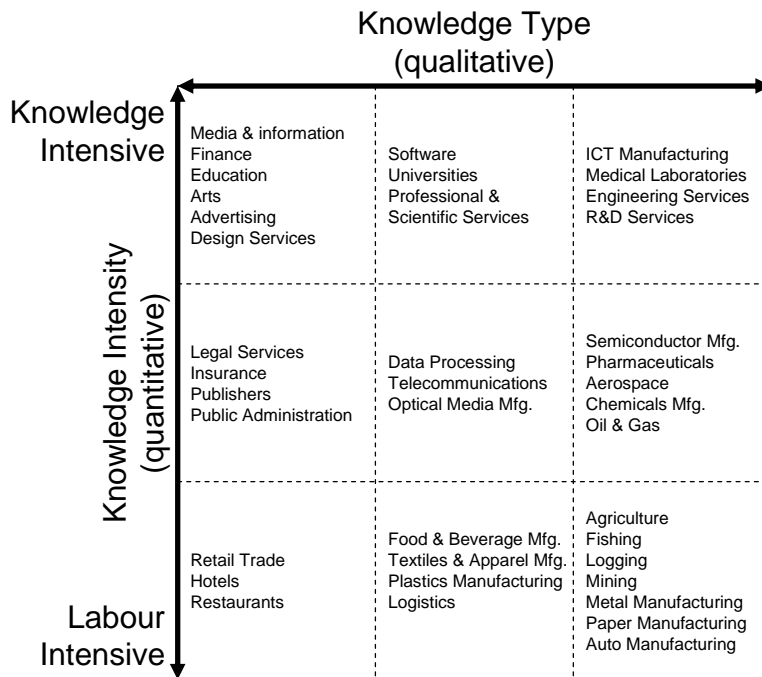 Knowledge Type
(qualitative)
Knowledge
Intensive
Knowledge Intensity
(quantitative)
Labour
Intensive
Media & information
Finance
Education
Arts
Advertising
Design Services
Software
Universities
Professional &
Scientific Services
ICT Manufacturing
Medical Laboratories
Engineering Services
R&D Services
Legal Services
Insurance
Publishers
Public Administration
Data Processing
Telecommunications
Optical Media Mfg.
Semiconductor Mfg.
Pharmaceuticals
Aerospace
Chemicals Mfg.
Oil & Gas
Retail Trade
Hotels
Restaurants
Food & Beverage Mfg.
Textiles & Apparel Mfg.
Plastics Manufacturing
Logistics
Agriculture
Fishing
Logging
Mining
Metal Manufacturing
Paper Manufacturing
Auto Manufacturing